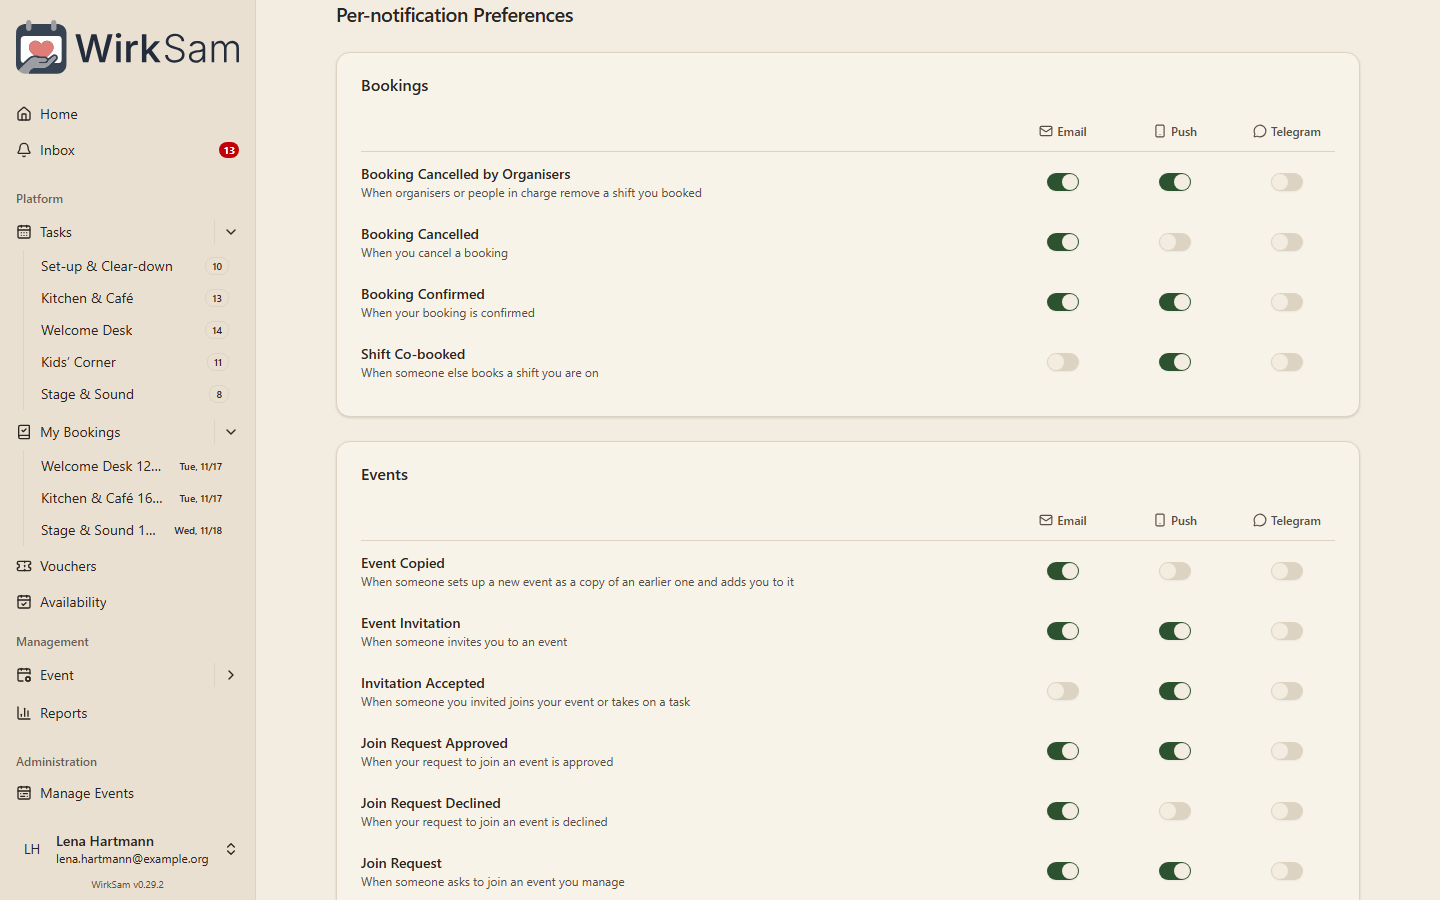 WirkSam
Home
Inbox 13
Platform
Tasks
Set-up & Clear-down 10
Kitchen & Café 13
Welcome Desk 14
Kids’ Corner 11
Stage & Sound 8
My Bookings
Welcome Desk 12... Tue, 11/17
Kitchen & Café 16... Tue, 11/17
Stage & Sound 1... Wed, 11/18
Vouchers
Availability
Management
Event
Reports
Administration
Manage Events
LH Lena Hartmann
lena.hartmann@example.org
WirkSam v0.29.2
Per-notification Preferences
Bookings
Email Push Telegram
Booking Cancelled by Organisers
When organisers or people in charge remove a shift you booked
Booking Cancelled
When you cancel a booking
Booking Confirmed
When your booking is confirmed
Shift Co-booked
When someone else books a shift you are on
Events
Email Push Telegram
Event Copied
When someone sets up a new event as a copy of an earlier one and adds you to it
Event Invitation
When someone invites you to an event
Invitation Accepted
When someone you invited joins your event or takes on a task
Join Request Approved
When your request to join an event is approved
Join Request Declined
When your request to join an event is declined
Join Request
When someone asks to join an event you manage